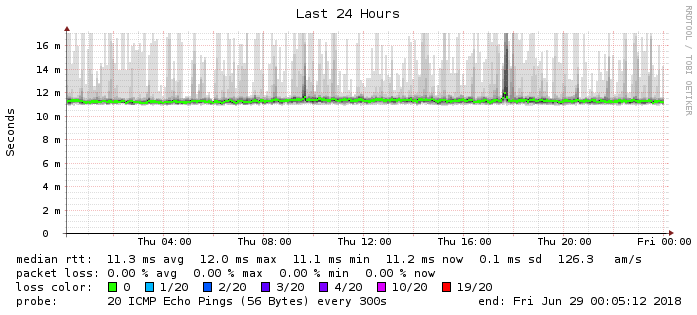 Last 24 Hours
RRDTOOL / TOBI OETIKER
Seconds
16 m
14 m
12 m
10 m
8 m
6 m
4 m
2 m
0
Thu 04:00 Thu 08:00 Thu 12:00 Thu 16:00 Thu 20:00 Fri 00:00
median rtt: 11.3 ms avg 12.0 ms max 11.1 ms min 11.2 ms now 0.1 ms sd 126.3 am/s
packet loss: 0.00 % avg 0.00 % max 0.00 % min 0.00 % now
loss color: 0 1/20 2/20 3/20 4/20 10/20 19/20
probe: 20 ICMP Echo Pings (56 Bytes) every 300s end: Fri Jun 29 00:05:12 2018